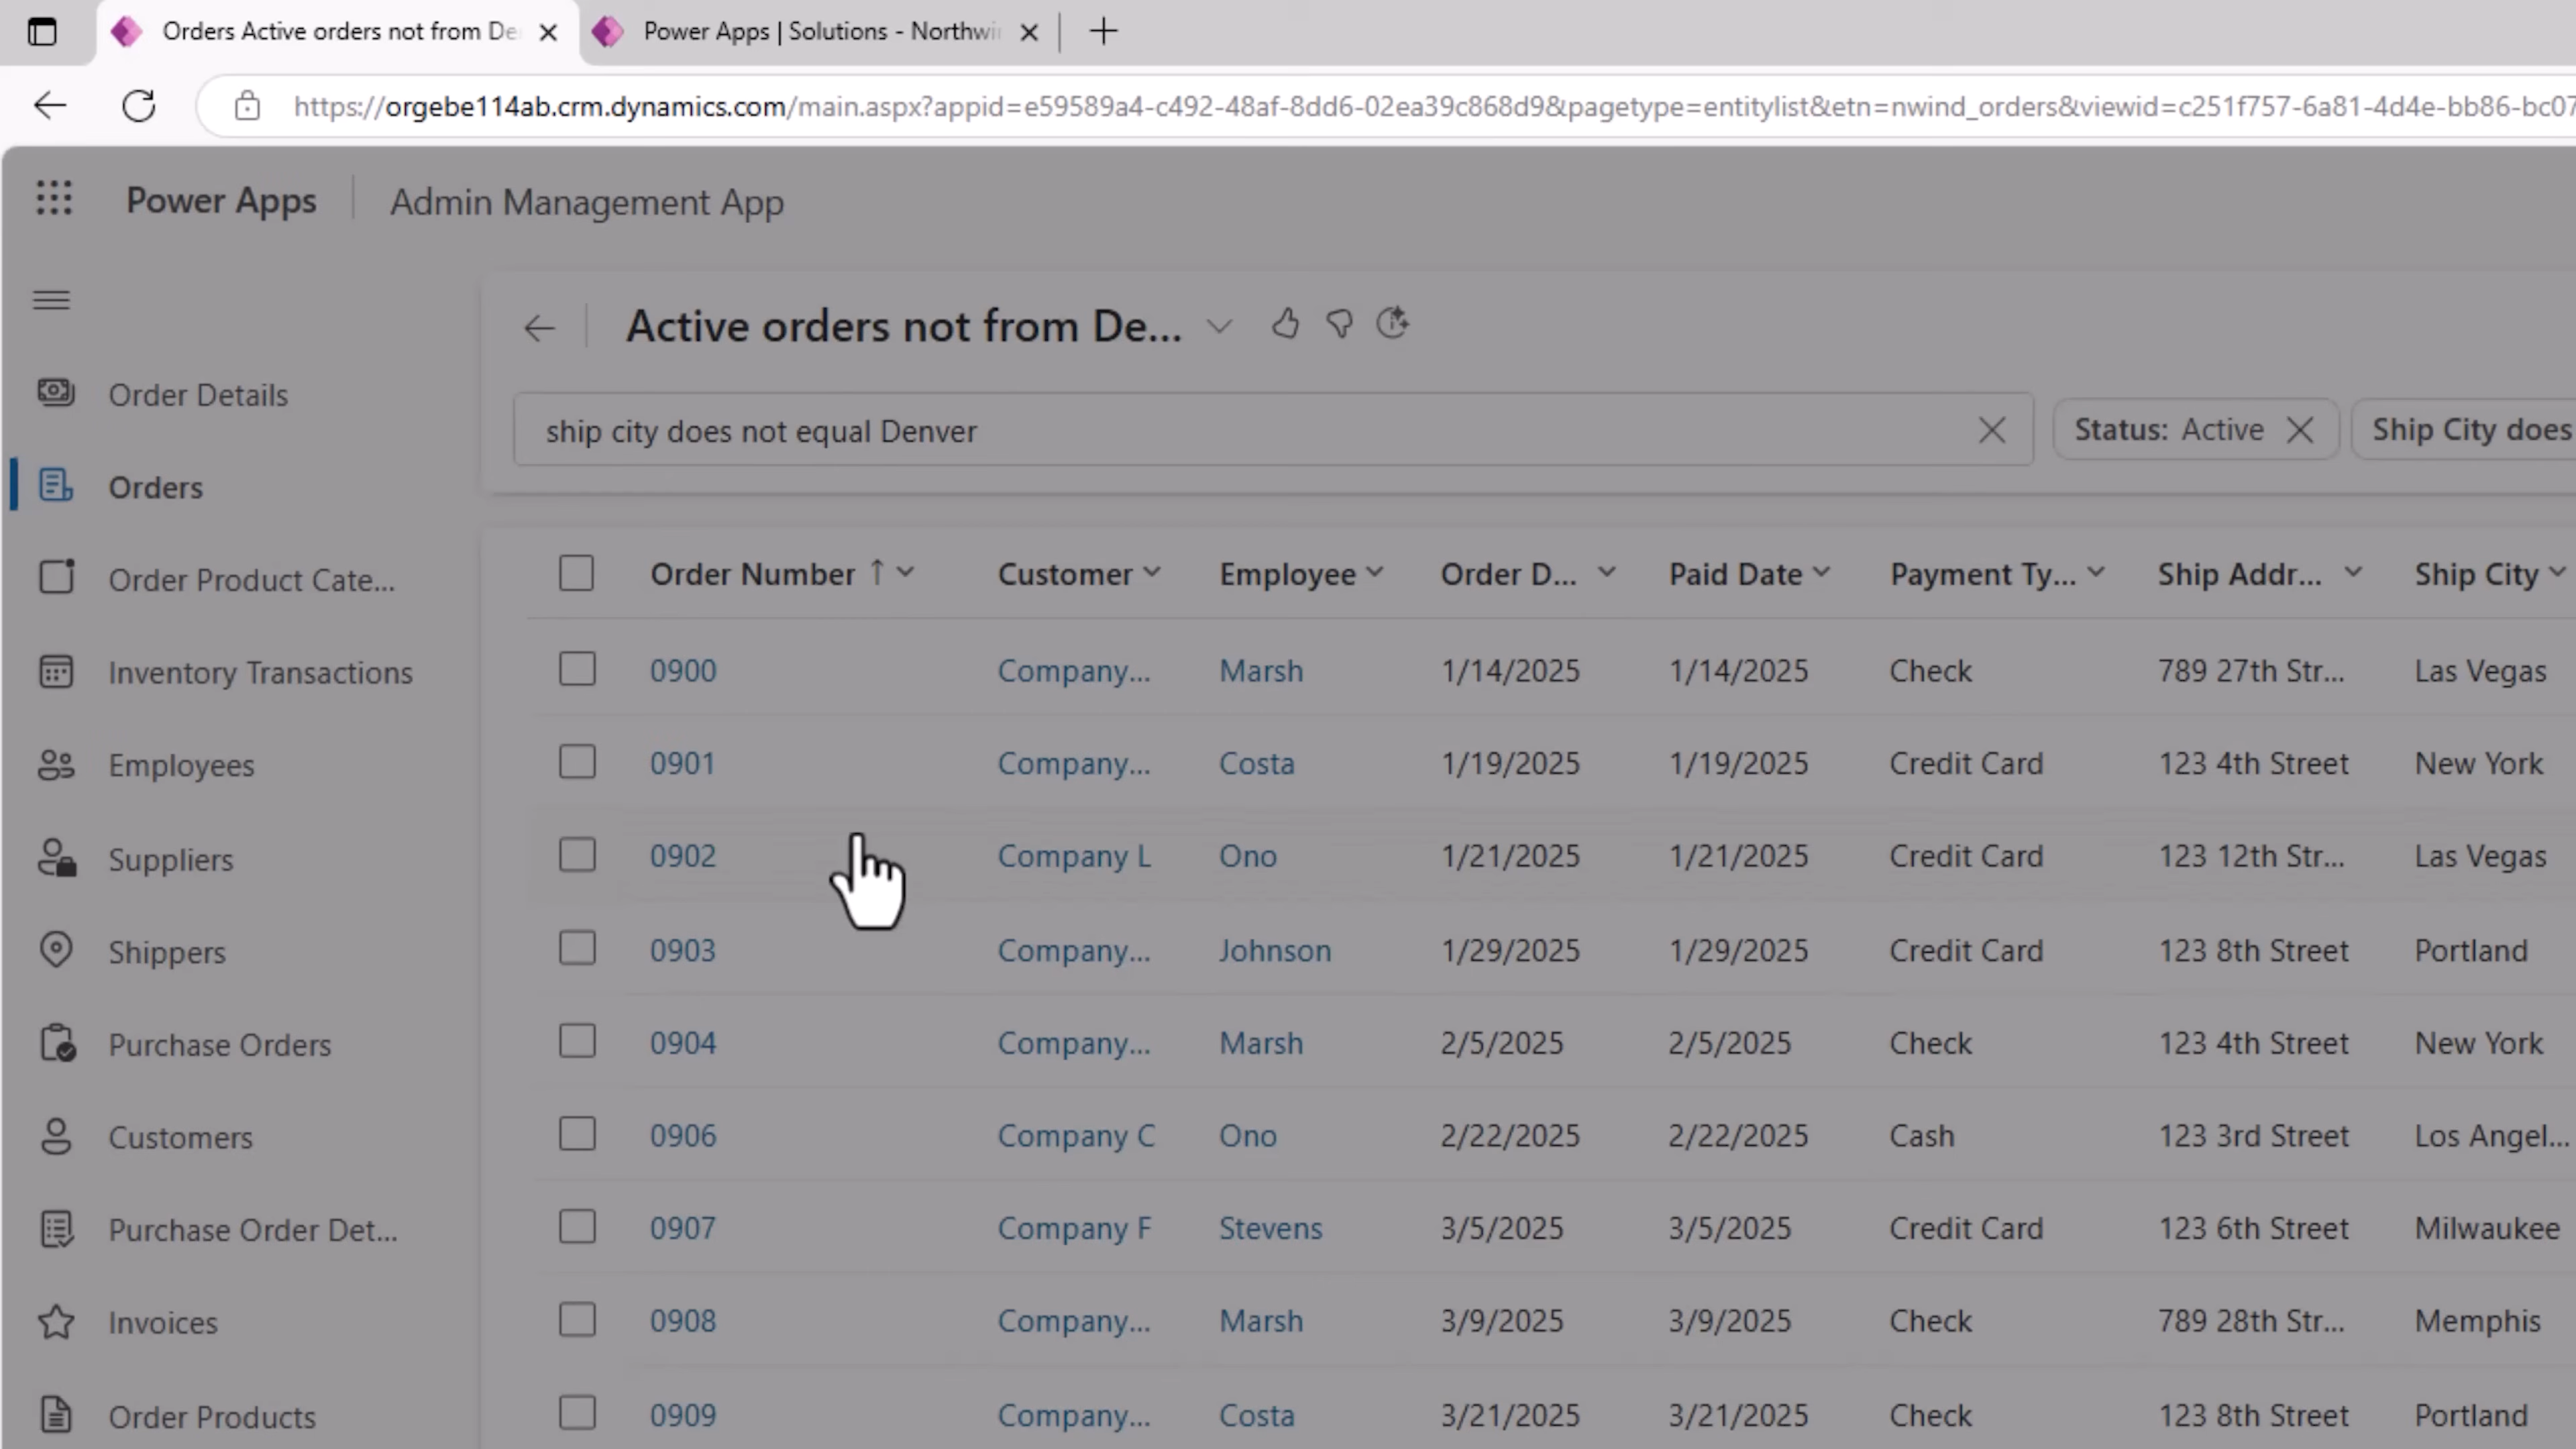 Orders Active orders not from De
Power Apps | Solutions - Northwi
https://orgebe114ab.crm.dynamics.com/main.aspx?appid=e59589a4-c492-48af-8dd6-02ea39c868d9&pagetype=entitylist&etn=nwind_orders&viewid=c251f757-6a81-4d4e-bb86-bc07
Power Apps
Admin Management App
Active orders not from De...
ship city does not equal Denver
Status: Active
Ship City does
Order Details
Orders
Order Product Cate...
Inventory Transactions
Employees
Suppliers
Shippers
Purchase Orders
Customers
Purchase Order Det...
Invoices
Order Products
Order Number Customer Employee Order D... Paid Date Payment Ty... Ship Addr... Ship City
0900 Company... Marsh 1/14/2025 1/14/2025 Check 789 27th Str... Las Vegas
0901 Company... Costa 1/19/2025 1/19/2025 Credit Card 123 4th Street New York
0902 Company L Ono 1/21/2025 1/21/2025 Credit Card 123 12th Str... Las Vegas
0903 Company... Johnson 1/29/2025 1/29/2025 Credit Card 123 8th Street Portland
0904 Company... Marsh 2/5/2025 2/5/2025 Check 123 4th Street New York
0906 Company C Ono 2/22/2025 2/22/2025 Cash 123 3rd Street Los Angel...
0907 Company F Stevens 3/5/2025 3/5/2025 Credit Card 123 6th Street Milwaukee
0908 Company... Marsh 3/9/2025 3/9/2025 Check 789 28th Str... Memphis
0909 Company... Costa 3/21/2025 3/21/2025 Check 123 8th Street Portland